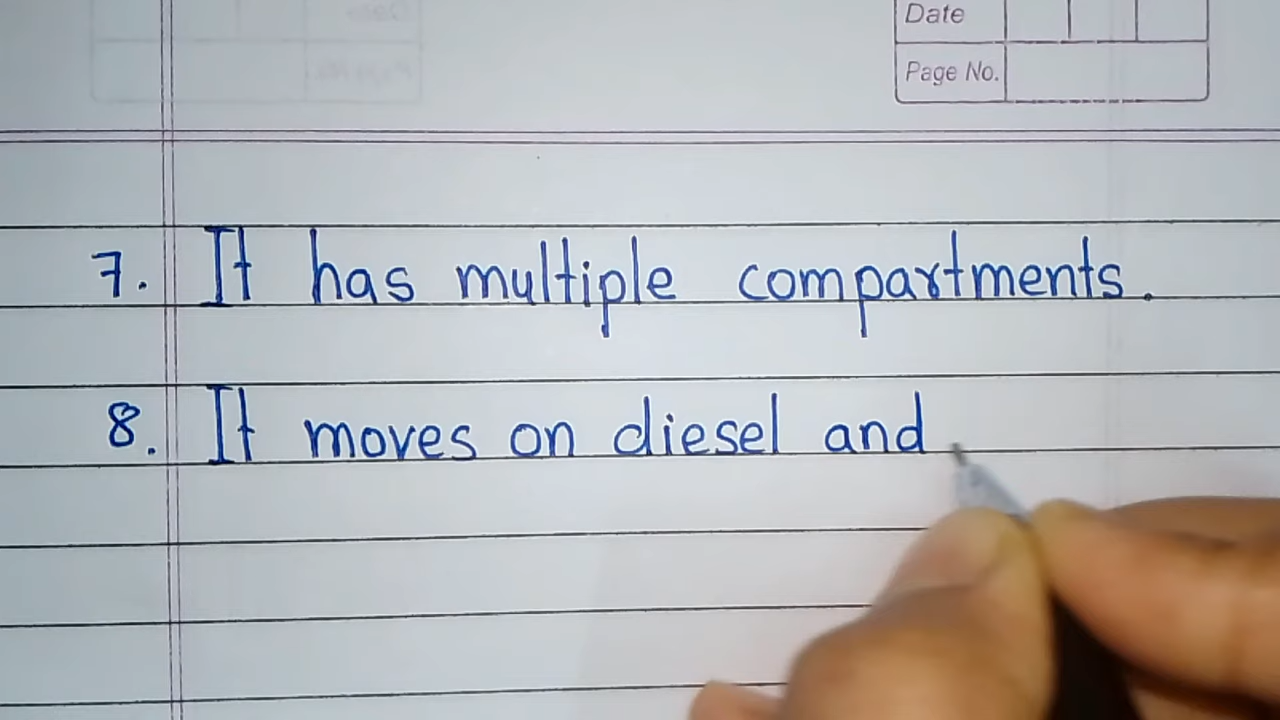 Date
Page No.
7. It has multiple compartments.
8. It moves on diesel and